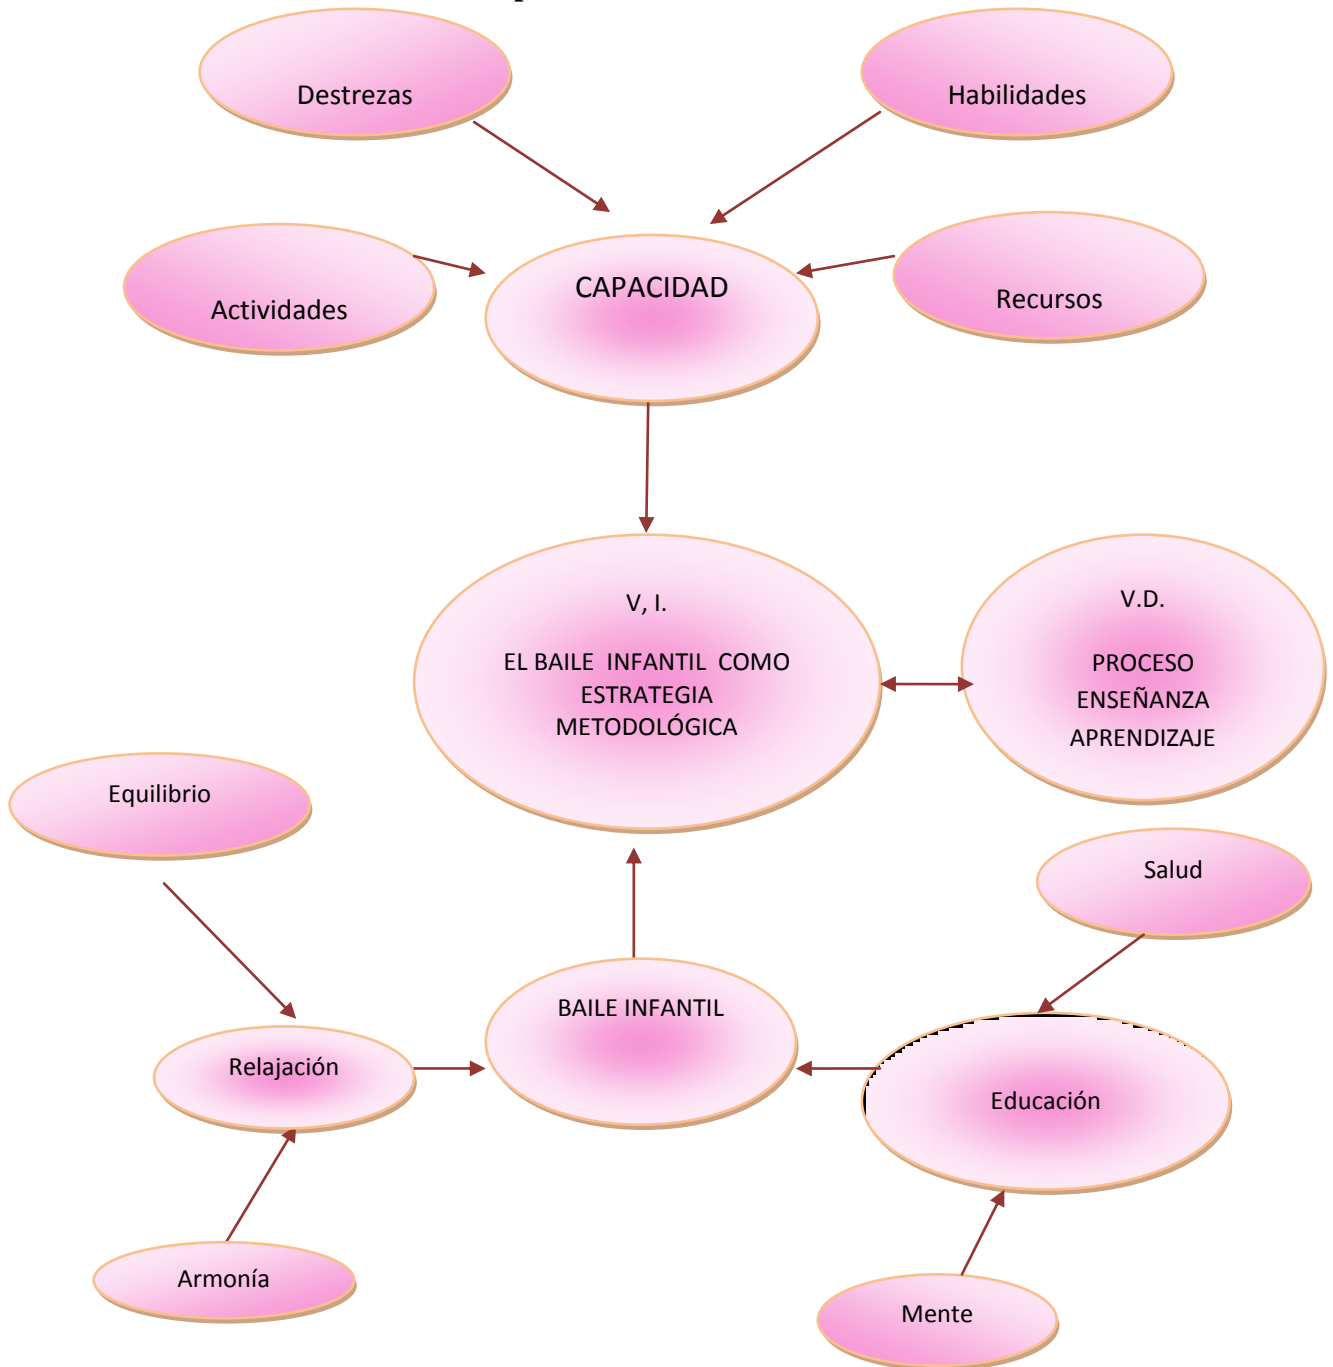 Destrezas
Habilidades
CAPACIDAD
Actividades
Recursos
V, I.
EL BAILE INFANTIL COMO
ESTRATEGIA
METODOLÓGICA
V.D.
PROCESO
ENSEÑANZA
APRENDIZAJE
Equilibrio
Salud
BAILE INFANTIL
Relajación
Educación
Armonía
Mente